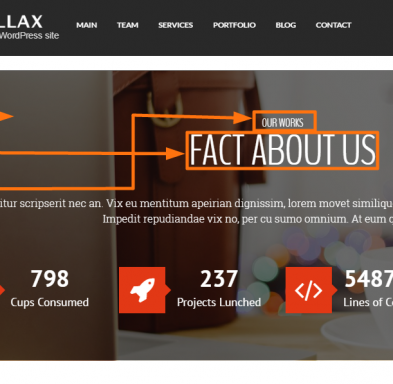 LLAX
WordPress site
MAIN TEAM SERVICES PORTFOLIO BLOG CONTACT
OUR WORKS
FACT ABOUT US
itur scripserit nec an. Vix eu mentitum apeirian dignissim, lorem movet similiqu
Impedit repudiandae vix no, per cu sumo omnium. At eum q
798
Cups Consumed
237
Projects Lunched
5487
Lines of C